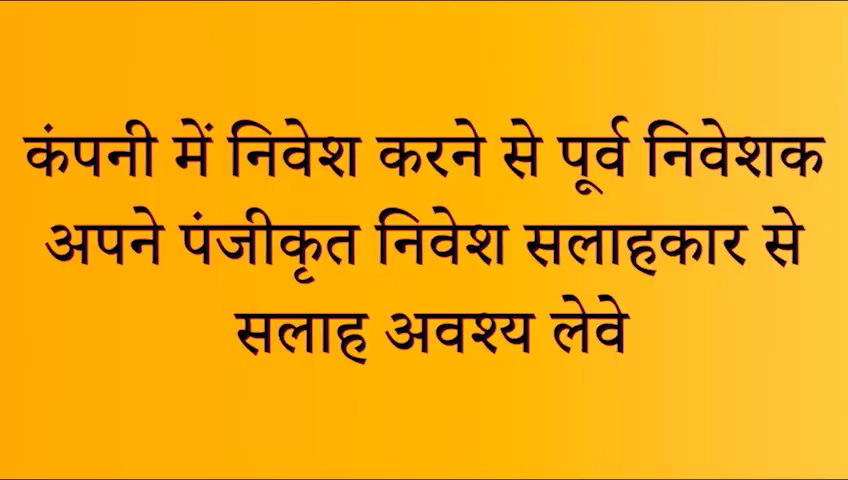 कंपनी में निवेश करने से पूर्व निवेशक
अपने पंजीकृत निवेश सलाहकार से
सलाह अवश्य लेवे